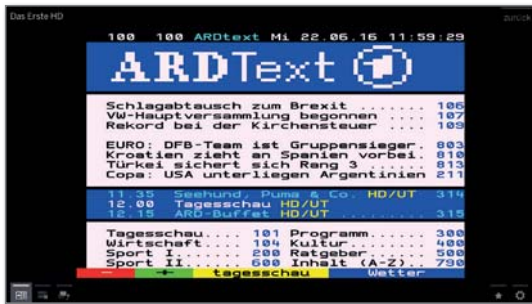 Das Erste HD
zurück
100 100 ARDtext Mi 22.06.16 11:59:29
ARDText
Schlagabtausch zum Brexit ....... 106
VW-Hauptversammlung begonnen .... 107
Rekord bei der Kirchensteuer .... 109
EURO: DFB-Team ist Gruppensieger. 803
Kroatien zieht an Spanien vorbei. 810
Türkei sichert sich Rang 3 ...... 813
Copa: USA unterliegen Argentinien 211
11.35 Seehund, Puma & Co. HD/UT 314
12.00 Tagesschau HD/UT
12.15 ARD-Buffet HD/UT .......... 315
Tagesschau.... 101 Programm..... 300
Wirtschaft.... 104 Kultur....... 400
Sport I....... 200 Ratgeber..... 500
Sport II...... 600 Inhalt (A-Z). 790
- + tagesschau Wetter